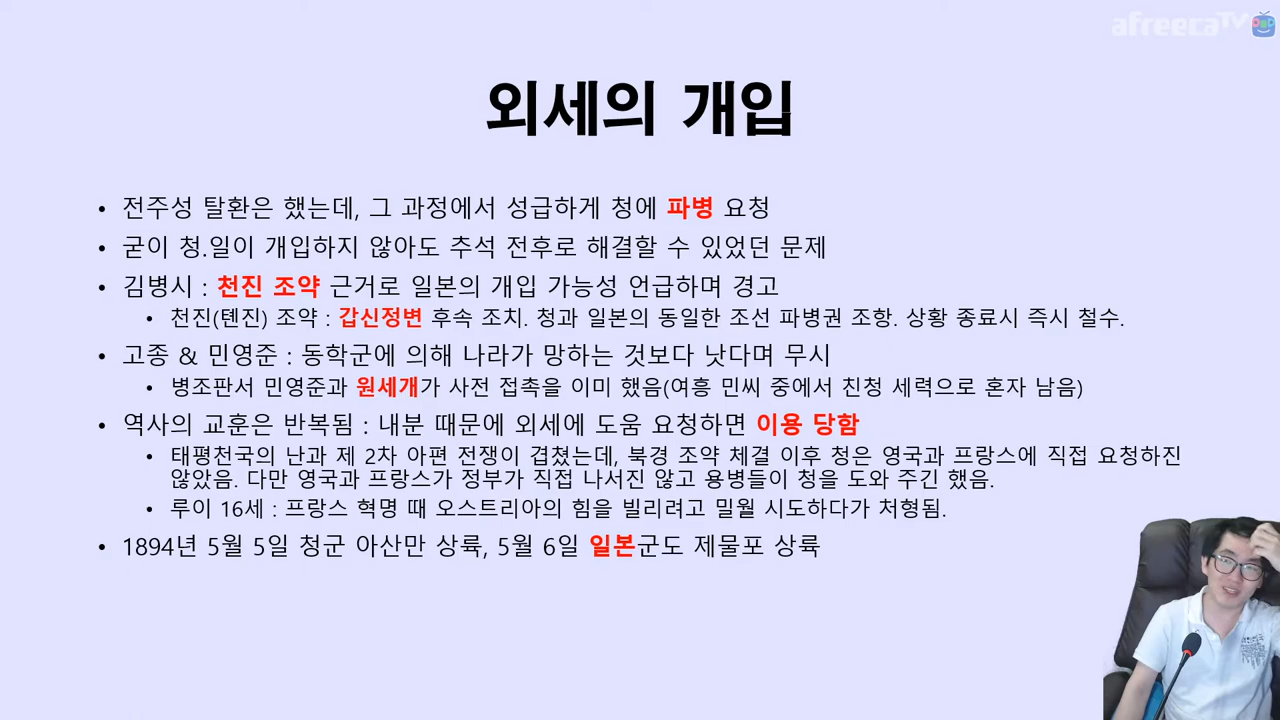 afreecaTV
외세의 개입
• 전주성 탈환은 했는데, 그 과정에서 성급하게 청에 파병 요청
• 굳이 청.일이 개입하지 않아도 추석 전후로 해결할 수 있었던 문제
• 김병시 : 천진 조약 근거로 일본의 개입 가능성 언급하며 경고
• 천진(톈진) 조약 : 갑신정변 후속 조치. 청과 일본의 동일한 조선 파병권 조항. 상황 종료시 즉시 철수.
• 고종 & 민영준 : 동학군에 의해 나라가 망하는 것보다 낫다며 무시
• 병조판서 민영준과 원세개가 사전 접촉을 이미 했음(여흥 민씨 중에서 친청 세력으로 혼자 남음)
• 역사의 교훈은 반복됨 : 내분 때문에 외세에 도움 요청하면 이용 당함
• 태평천국의 난과 제 2차 아편 전쟁이 겹쳤는데, 북경 조약 체결 이후 청은 영국과 프랑스에 직접 요청하진
않았음. 다만 영국과 프랑스가 정부가 직접 나서진 않고 용병들이 청을 도와 주긴 했음.
• 루이 16세 : 프랑스 혁명 때 오스트리아의 힘을 빌리려고 밀월 시도하다가 처형됨.
• 1894년 5월 5일 청군 아산만 상륙, 5월 6일 일본군도 제물포 상륙